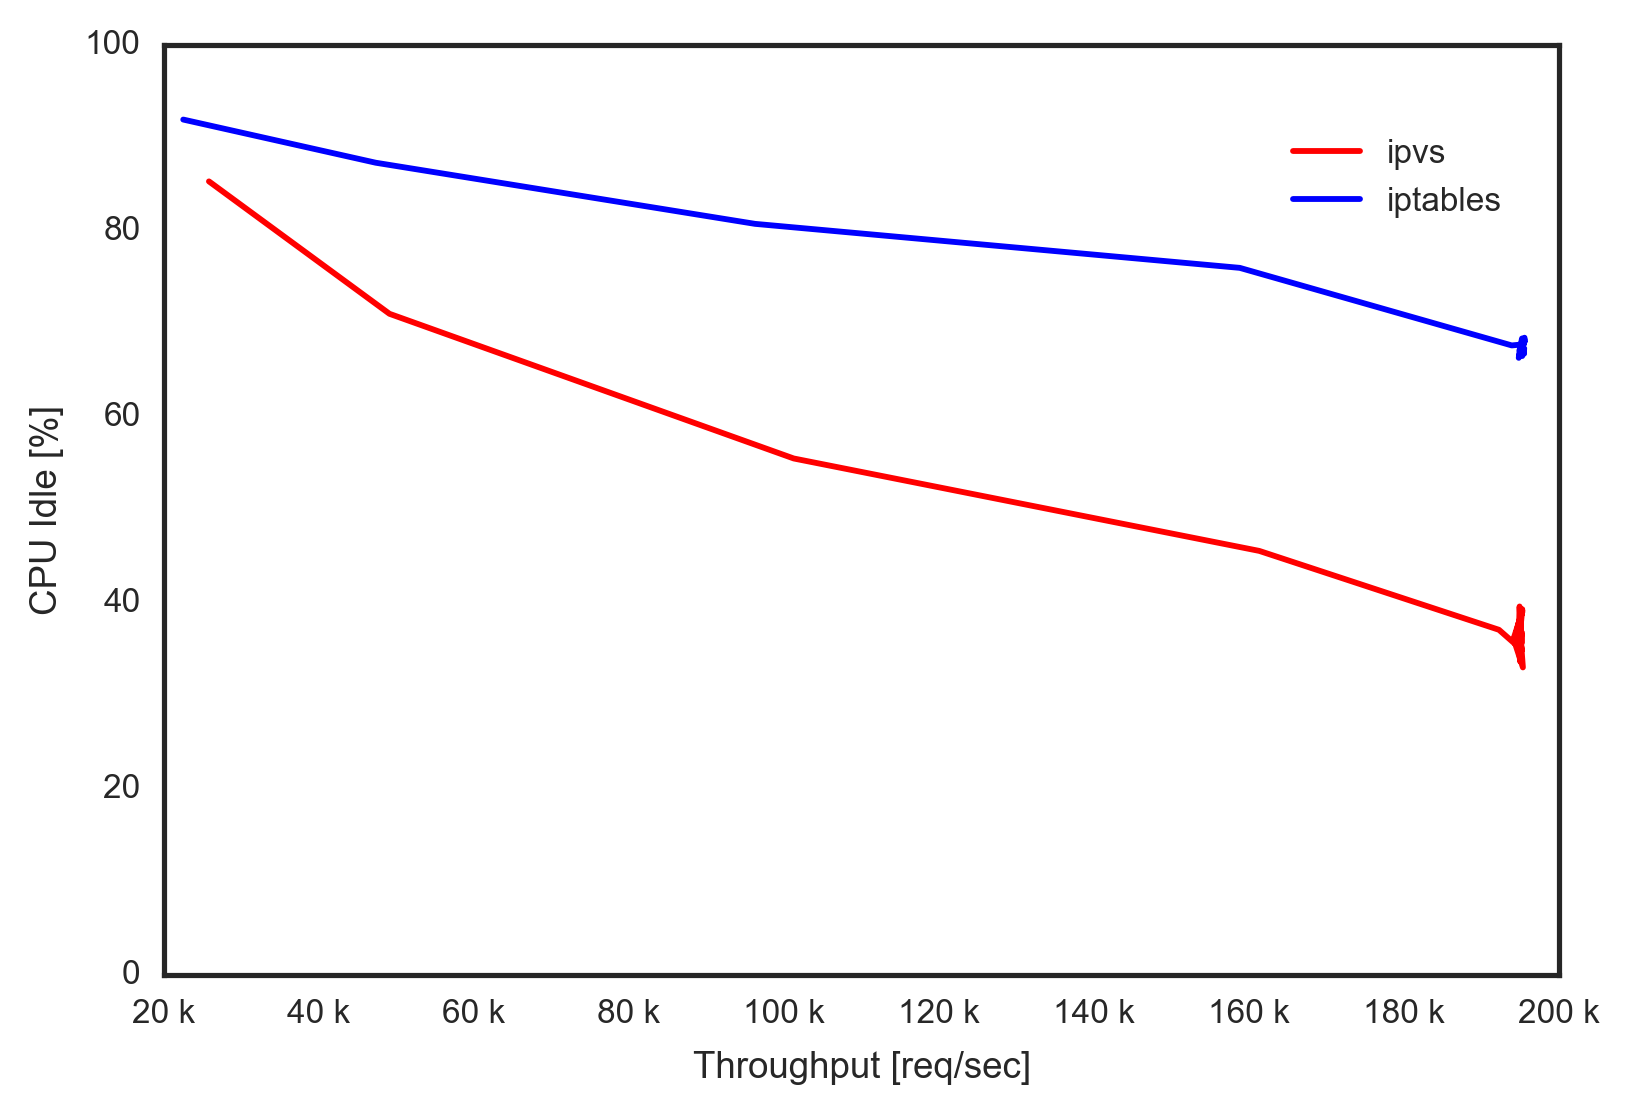 100
80
60
40
20
0
CPU Idle [%]
ipvs
iptables
20 k 40 k 60 k 80 k 100 k 120 k 140 k 160 k 180 k 200 k
Throughput [req/sec]